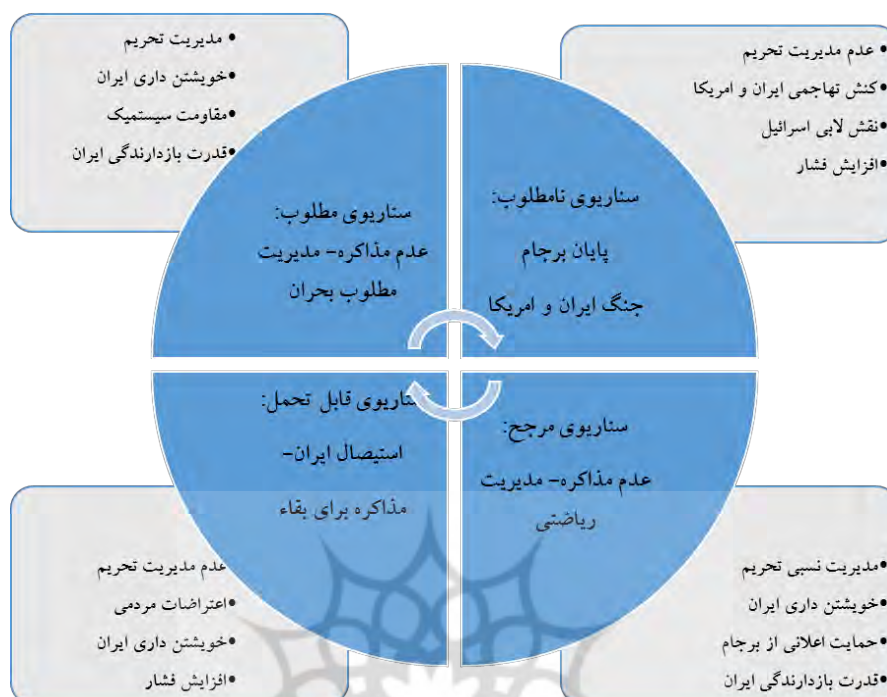 • عدم مدیریت تحریم
• کنش تهاجمی ایران و امریکا
• نقش لابی اسرائیل
• افزایش فشار
• مدیریت تحریم
• خویشتن داری ایران
• مقاومت سیستمیک
• قدرت بازدارندگی ایران
سناریوی نامطلوب:
پایان برجام
جنگ ایران و امریکا
سناریوی مطلوب:
عدم مذاکره- مدیریت
مطلوب بحران
سناریوی مرجح:
عدم مذاکره- مدیریت
ریاضتی
سناریوی قابل تحمل:
استیصال ایران-
مذاکره برای بقاء
• مدیریت نسبی تحریم
• خویشتن داری ایران
• حمایت اعلانی از برجام
• قدرت بازدارندگی ایران
عدم مدیریت تحریم
• اعتراضات مردمی
• خویشتن داری ایران
• افزایش فشار